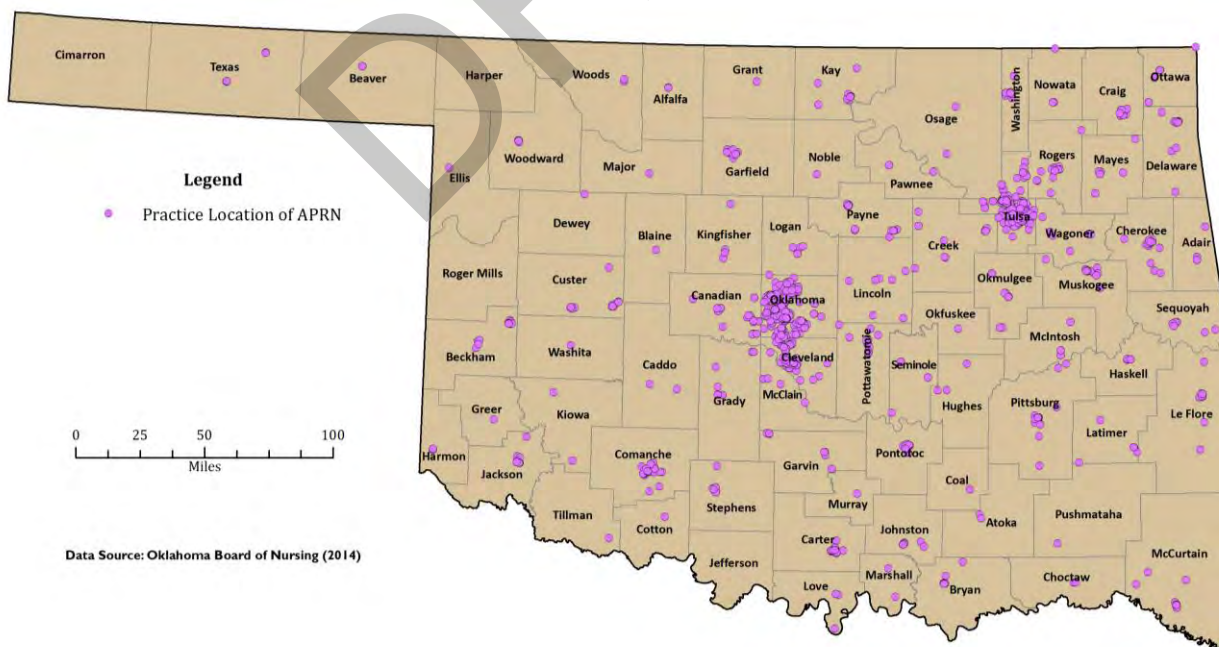 Cimarron
Texas
Beaver
Harper
Woods
Alfalfa
Grant
Kay
Osage
Washington
Nowata
Craig
Ottawa
Ellis
Woodward
Major
Garfield
Noble
Pawnee
Rogers
Mayes
Delaware
Legend
Practice Location of APRN
Dewey
Blaine
Kingfisher
Logan
Payne
Creek
Tulsa
Wagoner
Cherokee
Adair
Roger Mills
Custer
Canadian
Oklahoma
Lincoln
Okmulgee
Muskogee
Okfuskee
Sequoyah
Beckham
Washita
Caddo
Cleveland
Pottawatomie
Seminole
McIntosh
Haskell
Greer
Kiowa
Grady
McClain
Hughes
Pittsburg
Latimer
Le Flore
0 25 50 100
Miles
Harmon
Jackson
Comanche
Garvin
Pontotoc
Coal
Tillman
Cotton
Stephens
Murray
Johnston
Atoka
Pushmataha
Data Source: Oklahoma Board of Nursing (2014)
Jefferson
Carter
Love
Marshall
Bryan
Choctaw
McCurtain